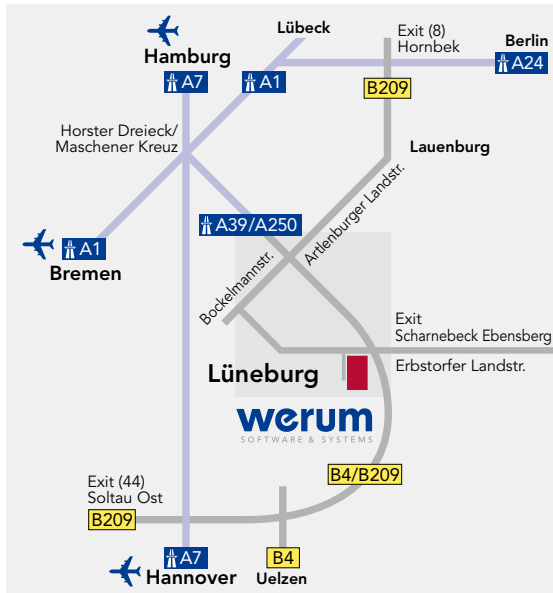 Lübeck
Exit (8)
Hornbek
Berlin
Hamburg
A7
A1
A24
B209
Horster Dreieck/
Maschener Kreuz
Lauenburg
Artlenburger Landstr.
A39/A250
A1
Bremen
Bockelmannstr.
Exit
Scharnebeck Ebensberg
Erbstorfer Landstr.
Lüneburg
werum
SOFTWARE & SYSTEMS
B4/B209
Exit (44)
Soltau Ost
B209
A7
Hannover
B4
Uelzen